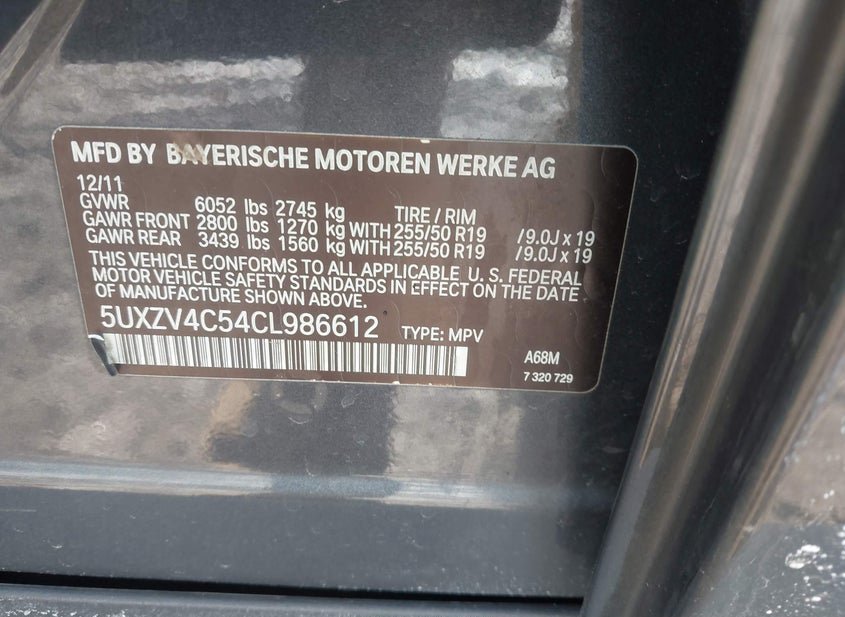 MFD BY BAYERISCHE MOTOREN WERKE AG
12/11
GVWR 6052 lbs 2745 kg TIRE / RIM
GAWR FRONT 2800 lbs 1270 kg WITH 255/50 R19 /9.0J x 19
GAWR REAR 3439 lbs 1560 kg WITH 255/50 R19 /9.0J x 19
THIS VEHICLE CONFORMS TO ALL APPLICABLE U.S. FEDERAL
MOTOR VEHICLE SAFETY STANDARDS IN EFFECT ON THE DATE
OF MANUFACTURE SHOWN ABOVE.
5UXZV4C54CL986612 TYPE: MPV
A68M
7 320 729